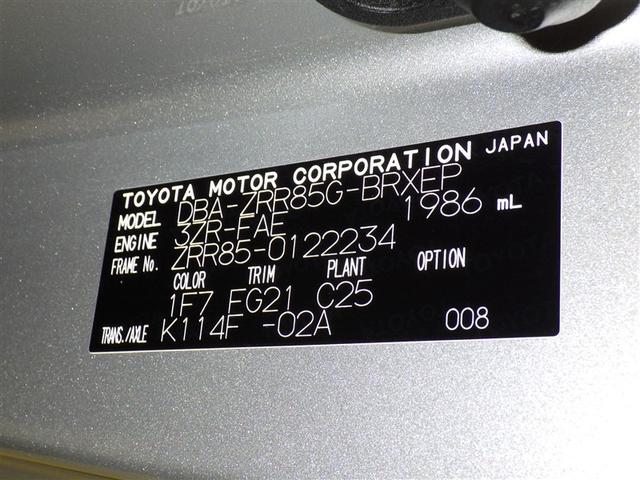 TOYOTA MOTOR CORPORATION JAPAN
MODEL DBA-ZRR85G-BRXEP
ENGINE 3ZR-FAE 1986 mL
FRAME No. ZRR85-0122234
COLOR TRIM PLANT OPTION
1F7 FG21 C25
TRANS./AXLE K114F -02A 008